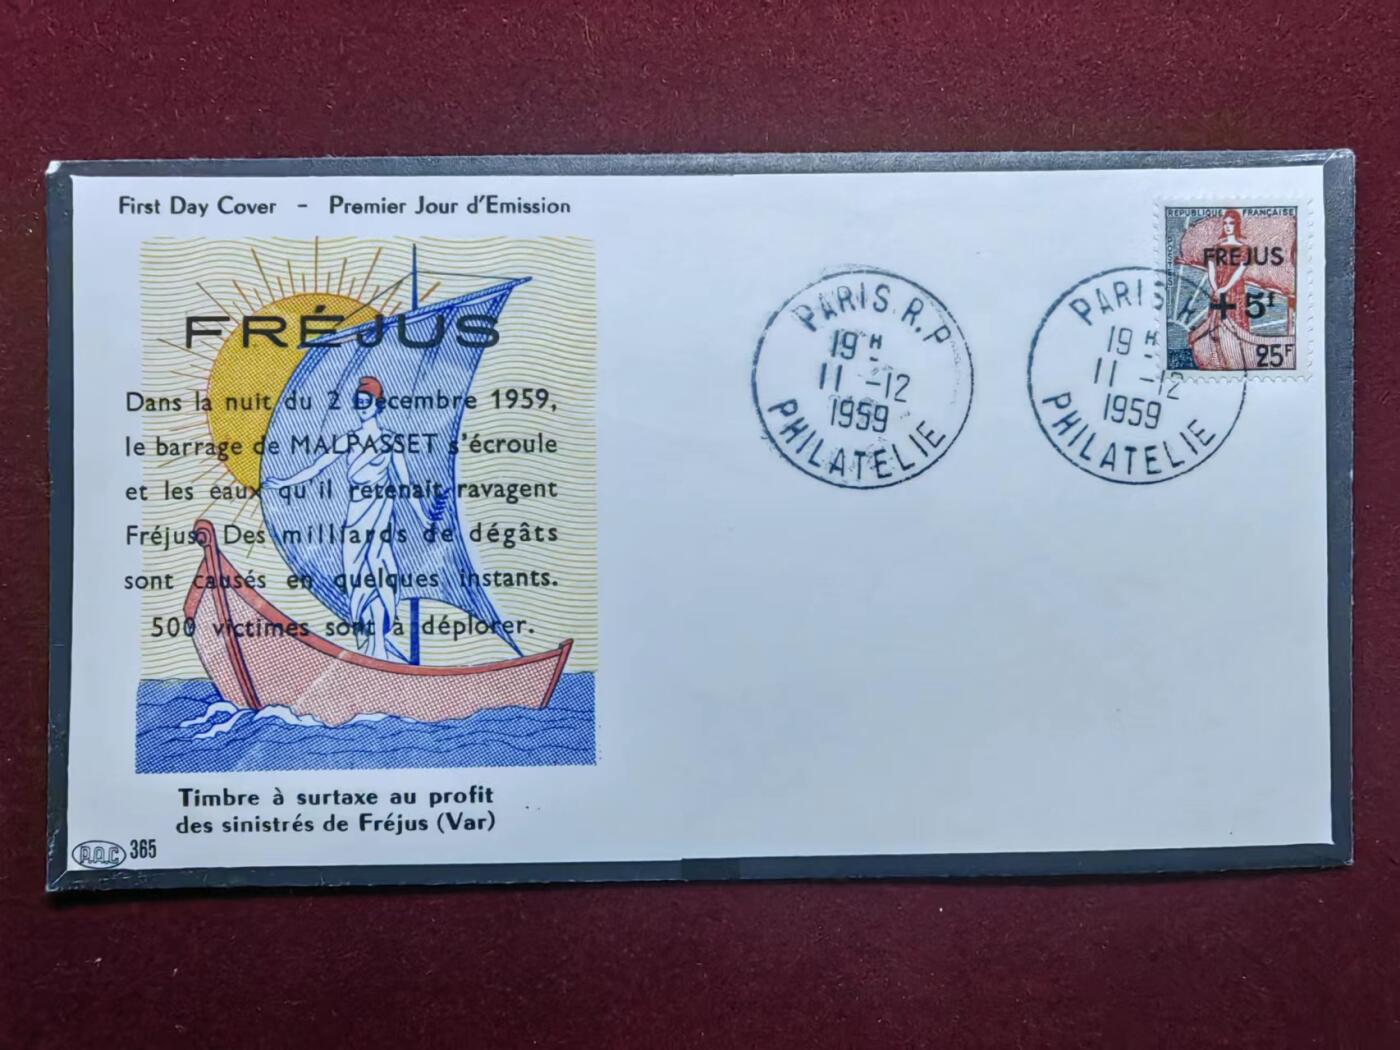 First Day Cover - Premier Jour d'Emission
FRÉJUS
Dans la nuit du 2 Décembre 1959,
le barrage de MALPASSET s'écroule
et les eaux qu'il retenait ravagent
Fréjus. Des milliards de dégâts
sont causés en quelques instants.
500 victimes sont à déplorer.
Timbre à surtaxe au profit
des sinistrés de Fréjus (Var)
P.A.C 365
PARIS R.P
19 H
11 -12
1959
PHILATELIE
PARIS R
19 H
11 -12
1959
PHILATELIE
REPUBLIQUE FRANÇAISE
FREJUS
+5f
25F